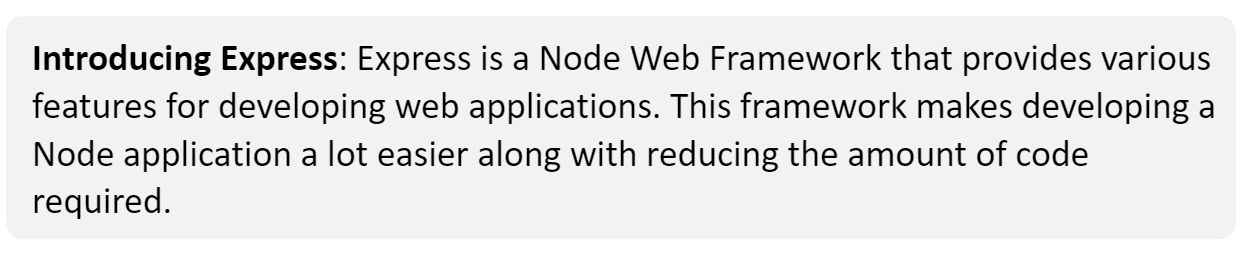 Introducing Express: Express is a Node Web Framework that provides various
features for developing web applications. This framework makes developing a
Node application a lot easier along with reducing the amount of code
required.